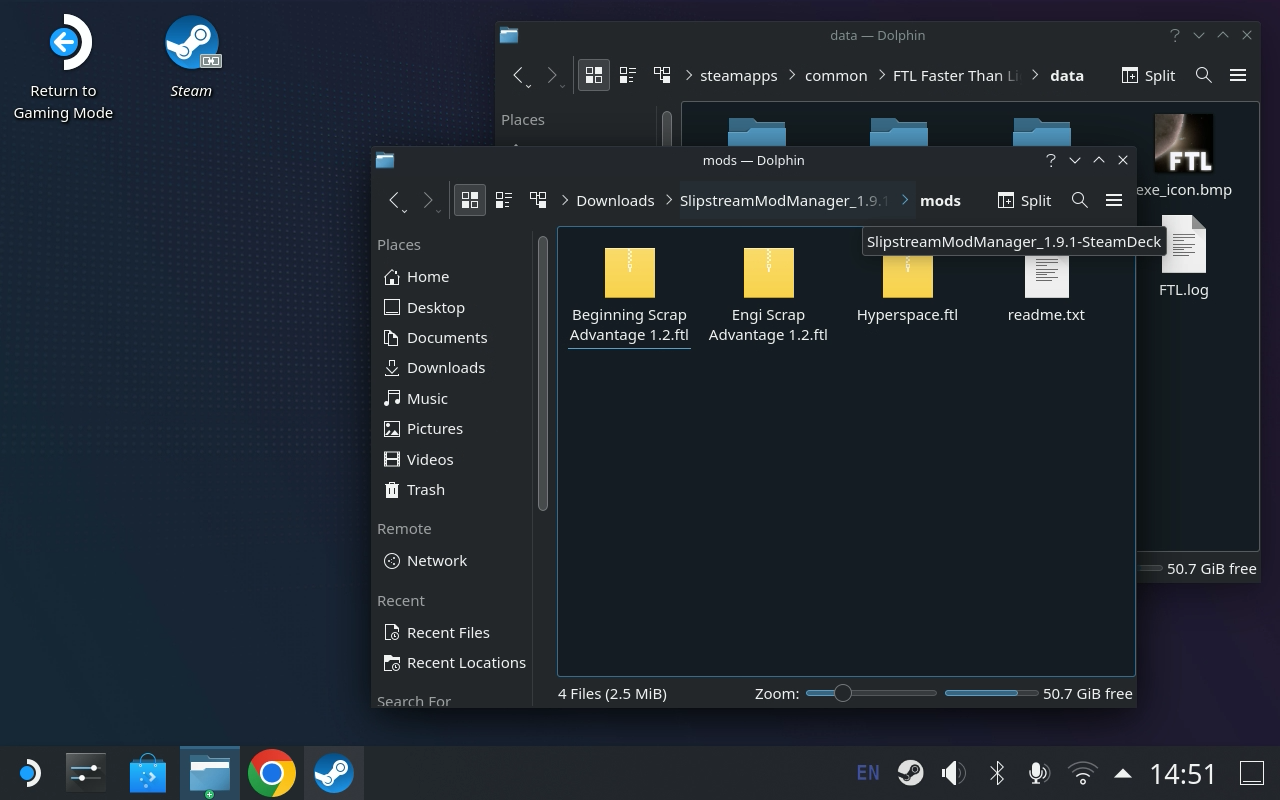 Return to
Gaming Mode
Steam
data — Dolphin
steamapps
common
FTL Faster Than Li
data
Split
Places
exe_icon.bmp
FTL
FTL.log
50.7 GiB free
mods — Dolphin
Downloads
SlipstreamModManager_1.9.1
mods
Split
SlipstreamModManager_1.9.1-SteamDeck
Places
Home
Desktop
Documents
Downloads
Music
Pictures
Videos
Trash
Remote
Network
Recent
Recent Files
Recent Locations
Search For
Beginning Scrap
Advantage 1.2.ftl
Engi Scrap
Advantage 1.2.ftl
Hyperspace.ftl
readme.txt
4 Files (2.5 MiB)
Zoom:
50.7 GiB free
EN
14:51